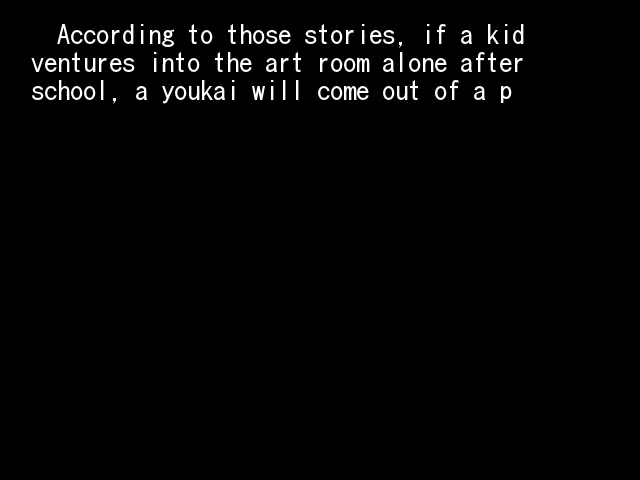 According to those stories, if a kid
ventures into the art room alone after
school, a youkai will come out of a p